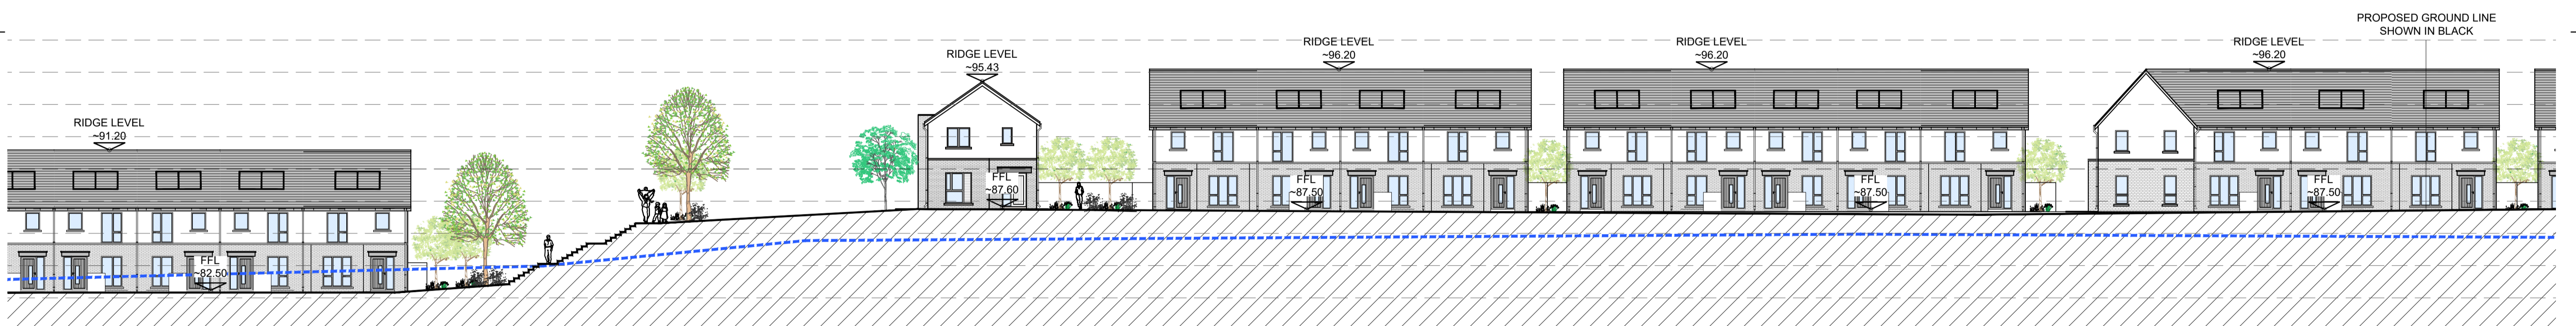 PROPOSED GROUND LINE
SHOWN IN BLACK
RIDGE LEVEL
~91.20
RIDGE LEVEL
~95.43
RIDGE LEVEL
~96.20
RIDGE LEVEL
~96.20
RIDGE LEVEL
~96.20
FFL
~82.50
FFL
~87.60
FFL
~87.50
FFL
~87.50
FFL
~87.50